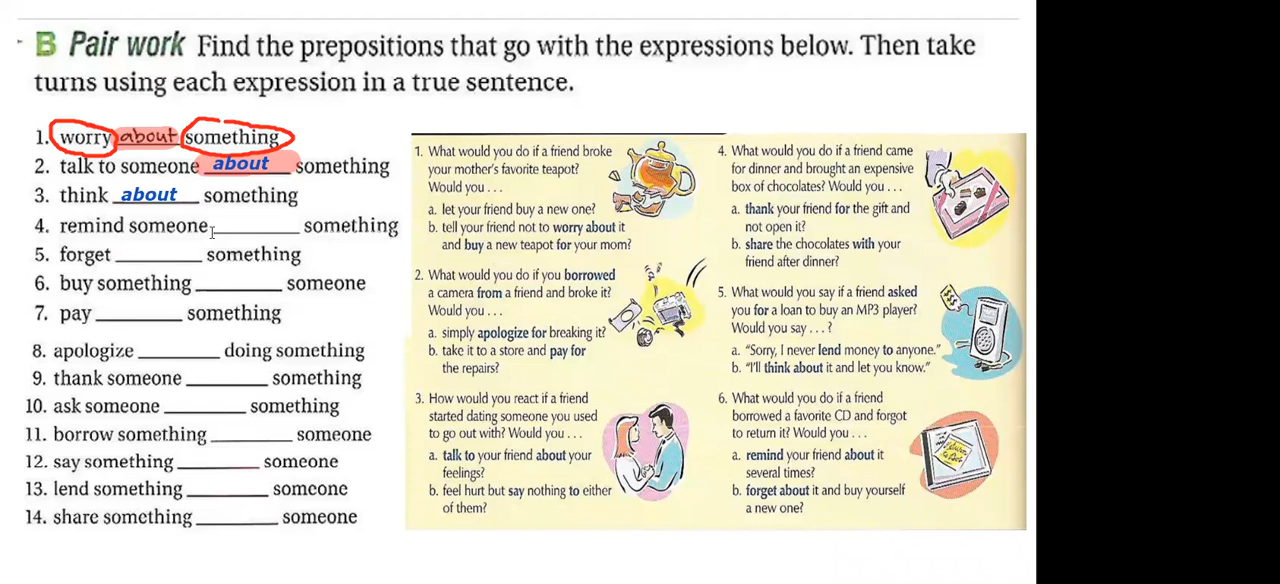 B Pair work Find the prepositions that go with the expressions below. Then take
turns using each expression in a true sentence.
1. worry about something
2. talk to someone about something
3. think about something
4. remind someone ________ something
5. forget ________ something
6. buy something ________ someone
7. pay ________ something
8. apologize ________ doing something
9. thank someone ________ something
10. ask someone ________ something
11. borrow something ________ someone
12. say something ________ someone
13. lend something ________ someone
14. share something ________ someone
1. What would you do if a friend broke
your mother's favorite teapot?
Would you . . .
a. let your friend buy a new one?
b. tell your friend not to worry about it
and buy a new teapot for your mom?
2. What would you do if you borrowed
a camera from a friend and broke it?
Would you . . .
a. simply apologize for breaking it?
b. take it to a store and pay for
the repairs?
3. How would you react if a friend
started dating someone you used
to go out with? Would you . . .
a. talk to your friend about your
feelings?
b. feel hurt but say nothing to either
of them?
4. What would you do if a friend came
for dinner and brought an expensive
box of chocolates? Would you . . .
a. thank your friend for the gift and
not open it?
b. share the chocolates with your
friend after dinner?
5. What would you say if a friend asked
you for a loan to buy an MP3 player?
Would you say . . . ?
a. "Sorry, I never lend money to anyone."
b. "I'll think about it and let you know."
6. What would you do if a friend
borrowed a favorite CD and forgot
to return it? Would you . . .
a. remind your friend about it
several times?
b. forget about it and buy yourself
a new one?
$$$